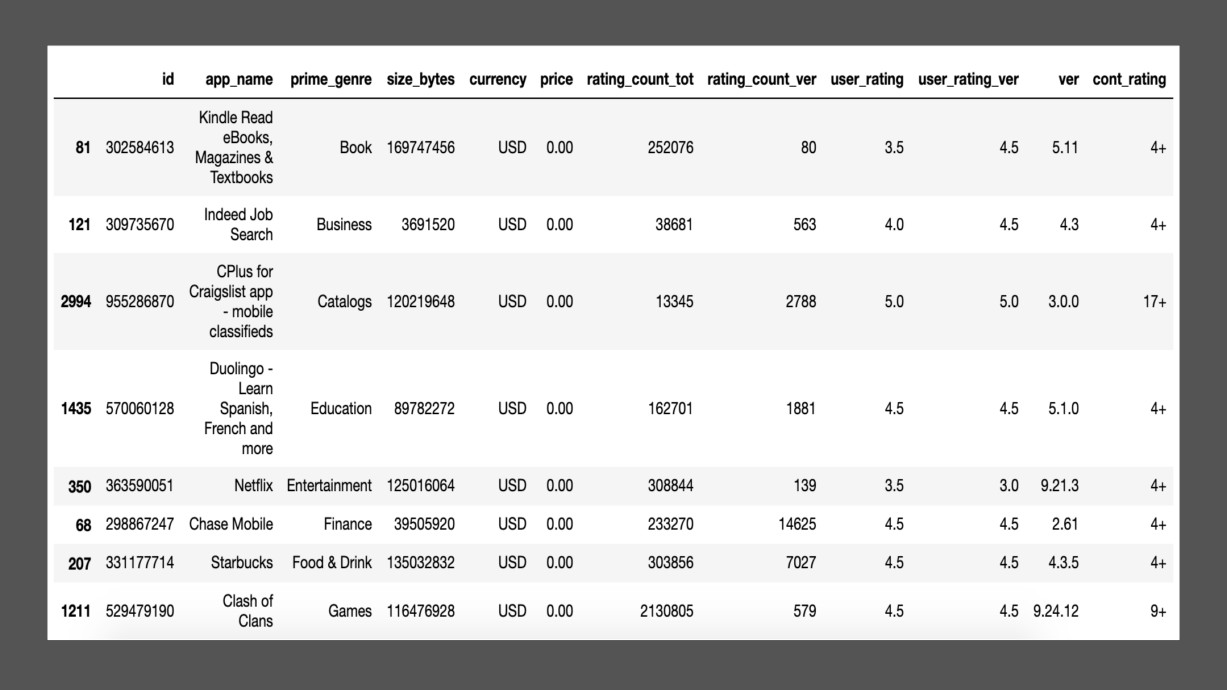 id app_name prime_genre size_bytes currency price rating_count_tot rating_count_ver user_rating user_rating_ver ver cont_rating
81 302584613 Kindle Read eBooks, Magazines & Textbooks Book 169747456 USD 0.00 252076 80 3.5 4.5 5.11 4+
121 309735670 Indeed Job Search Business 3691520 USD 0.00 38681 563 4.0 4.5 4.3 4+
2994 955286870 CPlus for Craigslist app - mobile classifieds Catalogs 120219648 USD 0.00 13345 2788 5.0 5.0 3.0.0 17+
1435 570060128 Duolingo - Learn Spanish, French and more Education 89782272 USD 0.00 162701 1881 4.5 4.5 5.1.0 4+
350 363590051 Netflix Entertainment 125016064 USD 0.00 308844 139 3.5 3.0 9.21.3 4+
68 298867247 Chase Mobile Finance 39505920 USD 0.00 233270 14625 4.5 4.5 2.61 4+
207 331177714 Starbucks Food & Drink 135032832 USD 0.00 303856 7027 4.5 4.5 4.3.5 4+
1211 529479190 Clash of Clans Games 116476928 USD 0.00 2130805 579 4.5 4.5 9.24.12 9+